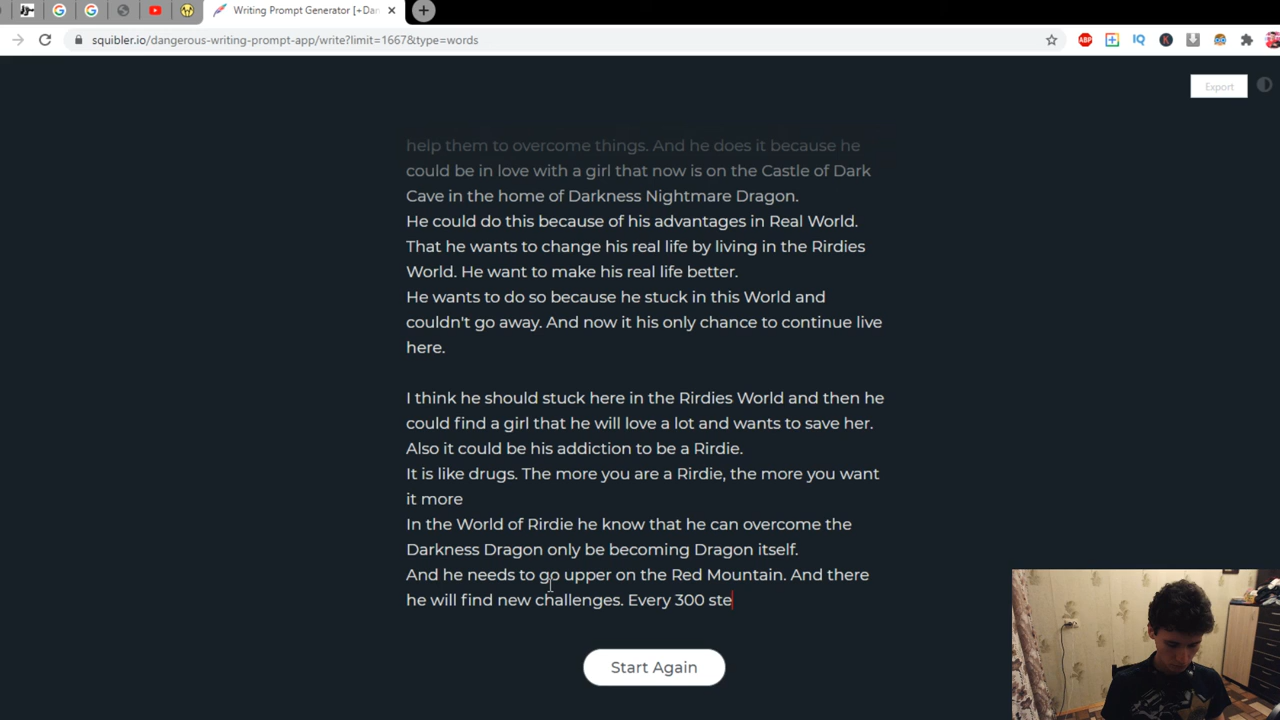 Writing Prompt Generator [+Dan
squibler.io/dangerous-writing-prompt-app/write?limit=1667&type=words
ABP
IQ
K
Export
help them to overcome things. And he does it because he
could be in love with a girl that now is on the Castle of Dark
Cave in the home of Darkness Nightmare Dragon.
He could do this because of his advantages in Real World.
That he wants to change his real life by living in the Rirdies
World. He want to make his real life better.
He wants to do so because he stuck in this World and
couldn't go away. And now it his only chance to continue live
here.
I think he should stuck here in the Rirdies World and then he
could find a girl that he will love a lot and wants to save her.
Also it could be his addiction to be a Rirdie.
It is like drugs. The more you are a Rirdie, the more you want
it more
In the World of Rirdie he know that he can overcome the
Darkness Dragon only be becoming Dragon itself.
And he needs to go upper on the Red Mountain. And there
he will find new challenges. Every 300 ste
Start Again